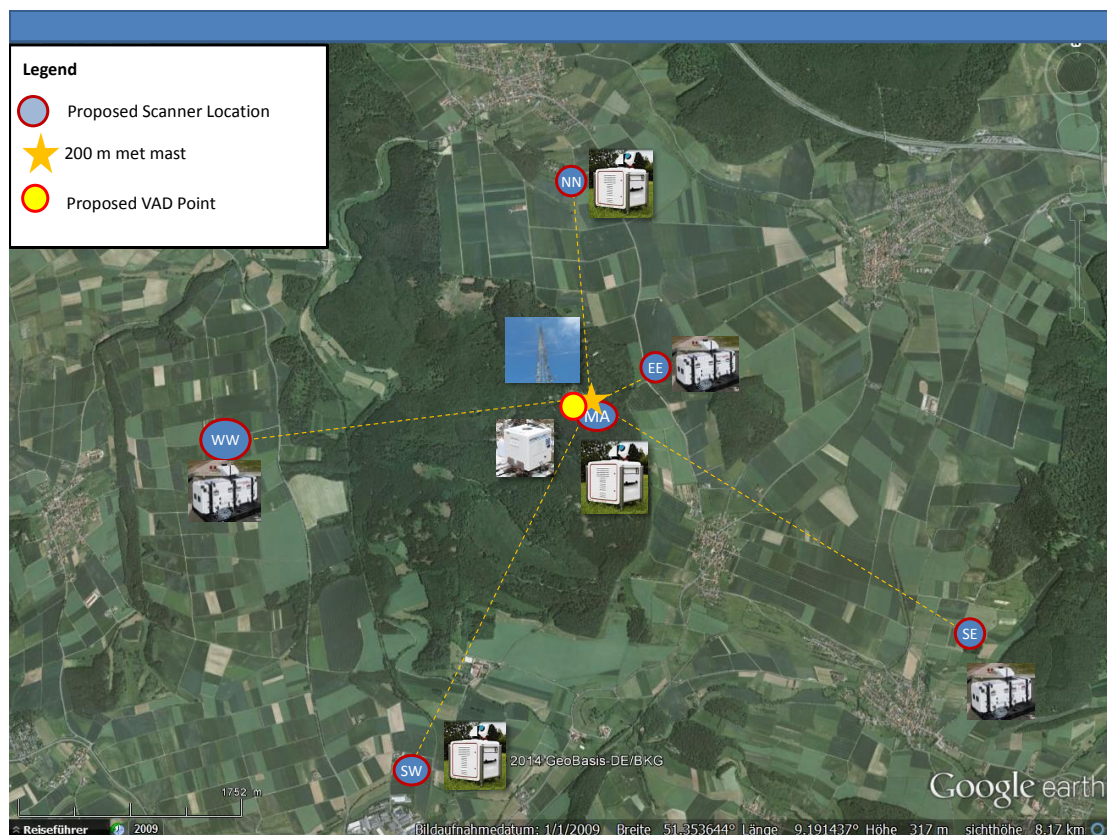 Legend
Proposed Scanner Location
200 m met mast
Proposed VAD Point
NN
EE
MA
WW
SE
SW
2014 GeoBasis-DE/BKG
Google earth
1752 m
Reiseführer
2009
Bildaufnahmedatum: 1/1/2009 Breite 51.353644° Länge 9.191437° Höhe 317 m sichthöhe 8.17 km